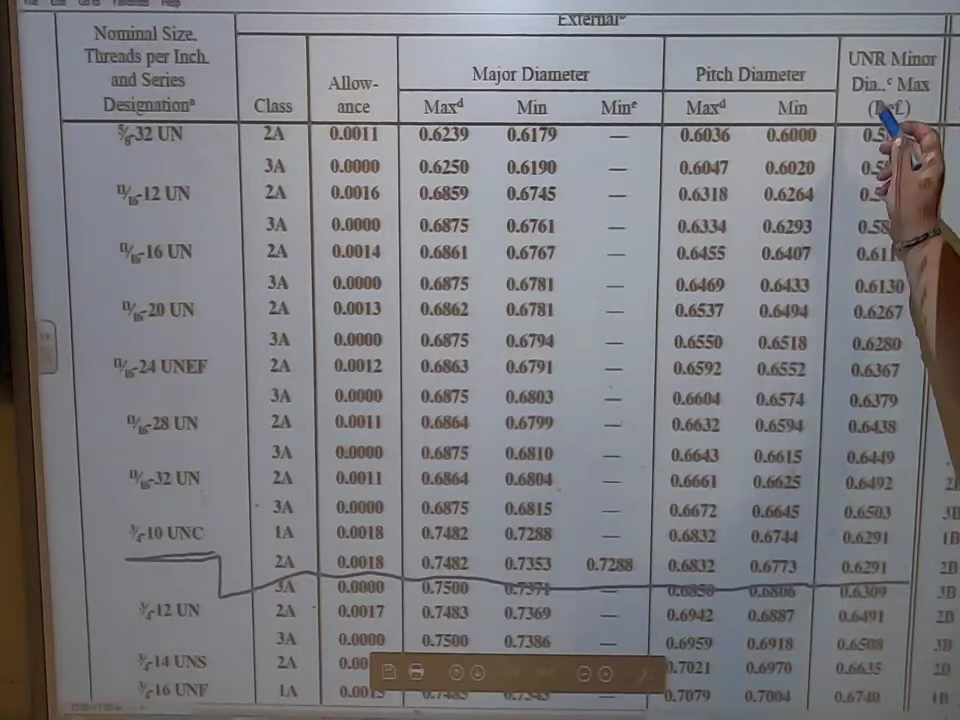 External
Nominal Size, Threads per Inch, and Series Designationᵃ | Class | Allow-ance | Major Diameter | Pitch Diameter | UNR Minor Dia.,ᶜ Max (Ref.)
Maxᵈ Min Minᵉ Maxᵈ Min
5/8-32 UN 2A 0.0011 0.6239 0.6179 — 0.6036 0.6000
3A 0.0000 0.6250 0.6190 — 0.6047 0.6020
11/16-12 UN 2A 0.0016 0.6859 0.6745 — 0.6318 0.6264
3A 0.0000 0.6875 0.6761 — 0.6334 0.6293
11/16-16 UN 2A 0.0014 0.6861 0.6767 — 0.6455 0.6407
3A 0.0000 0.6875 0.6781 — 0.6469 0.6433 0.6130
11/16-20 UN 2A 0.0013 0.6862 0.6781 — 0.6537 0.6494 0.6267
3A 0.0000 0.6875 0.6794 — 0.6550 0.6518 0.6280
11/16-24 UNEF 2A 0.0012 0.6863 0.6791 — 0.6592 0.6552 0.6367
3A 0.0000 0.6875 0.6803 — 0.6604 0.6574 0.6379
11/16-28 UN 2A 0.0011 0.6864 0.6799 — 0.6632 0.6594 0.6438
3A 0.0000 0.6875 0.6810 — 0.6643 0.6615 0.6449
11/16-32 UN 2A 0.0011 0.6864 0.6804 — 0.6661 0.6625 0.6492
3A 0.0000 0.6875 0.6815 — 0.6672 0.6645 0.6503
3/4-10 UNC 1A 0.0018 0.7482 0.7288 — 0.6832 0.6744 0.6291 1B
2A 0.0018 0.7482 0.7353 0.7288 0.6832 0.6773 0.6291 2B
3A 0.0000 0.7500 0.7371 — 0.6850 0.6806 0.6309 3B
3/4-12 UN 2A 0.0017 0.7483 0.7369 — 0.6942 0.6887 0.6491 2B
3A 0.0000 0.7500 0.7386 — 0.6959 0.6918 0.6508 3B
3/4-14 UNS 2A 0.7021 0.6970 0.6635 2B
3/4-16 UNF 1A 0.0015 0.7485 0.7343 — 0.7079 0.7004 0.6740 1B